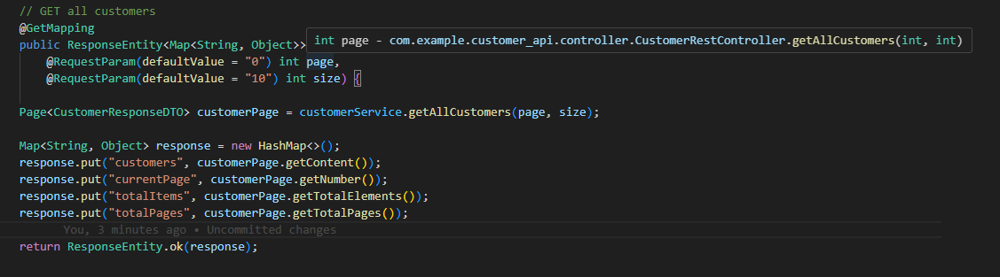 // GET all customers
@GetMapping
public ResponseEntity<Map<String, Object>>
int page - com.example.customer_api.controller.CustomerRestController.getAllCustomers(int, int)
@RequestParam(defaultValue = "0") int page,
@RequestParam(defaultValue = "10") int size) {
Page<CustomerResponseDTO> customerPage = customerService.getAllCustomers(page, size);
Map<String, Object> response = new HashMap<>();
response.put("customers", customerPage.getContent());
response.put("currentPage", customerPage.getNumber());
response.put("totalItems", customerPage.getTotalElements());
response.put("totalPages", customerPage.getTotalPages());
You, 3 minutes ago • Uncommitted changes
return ResponseEntity.ok(response);